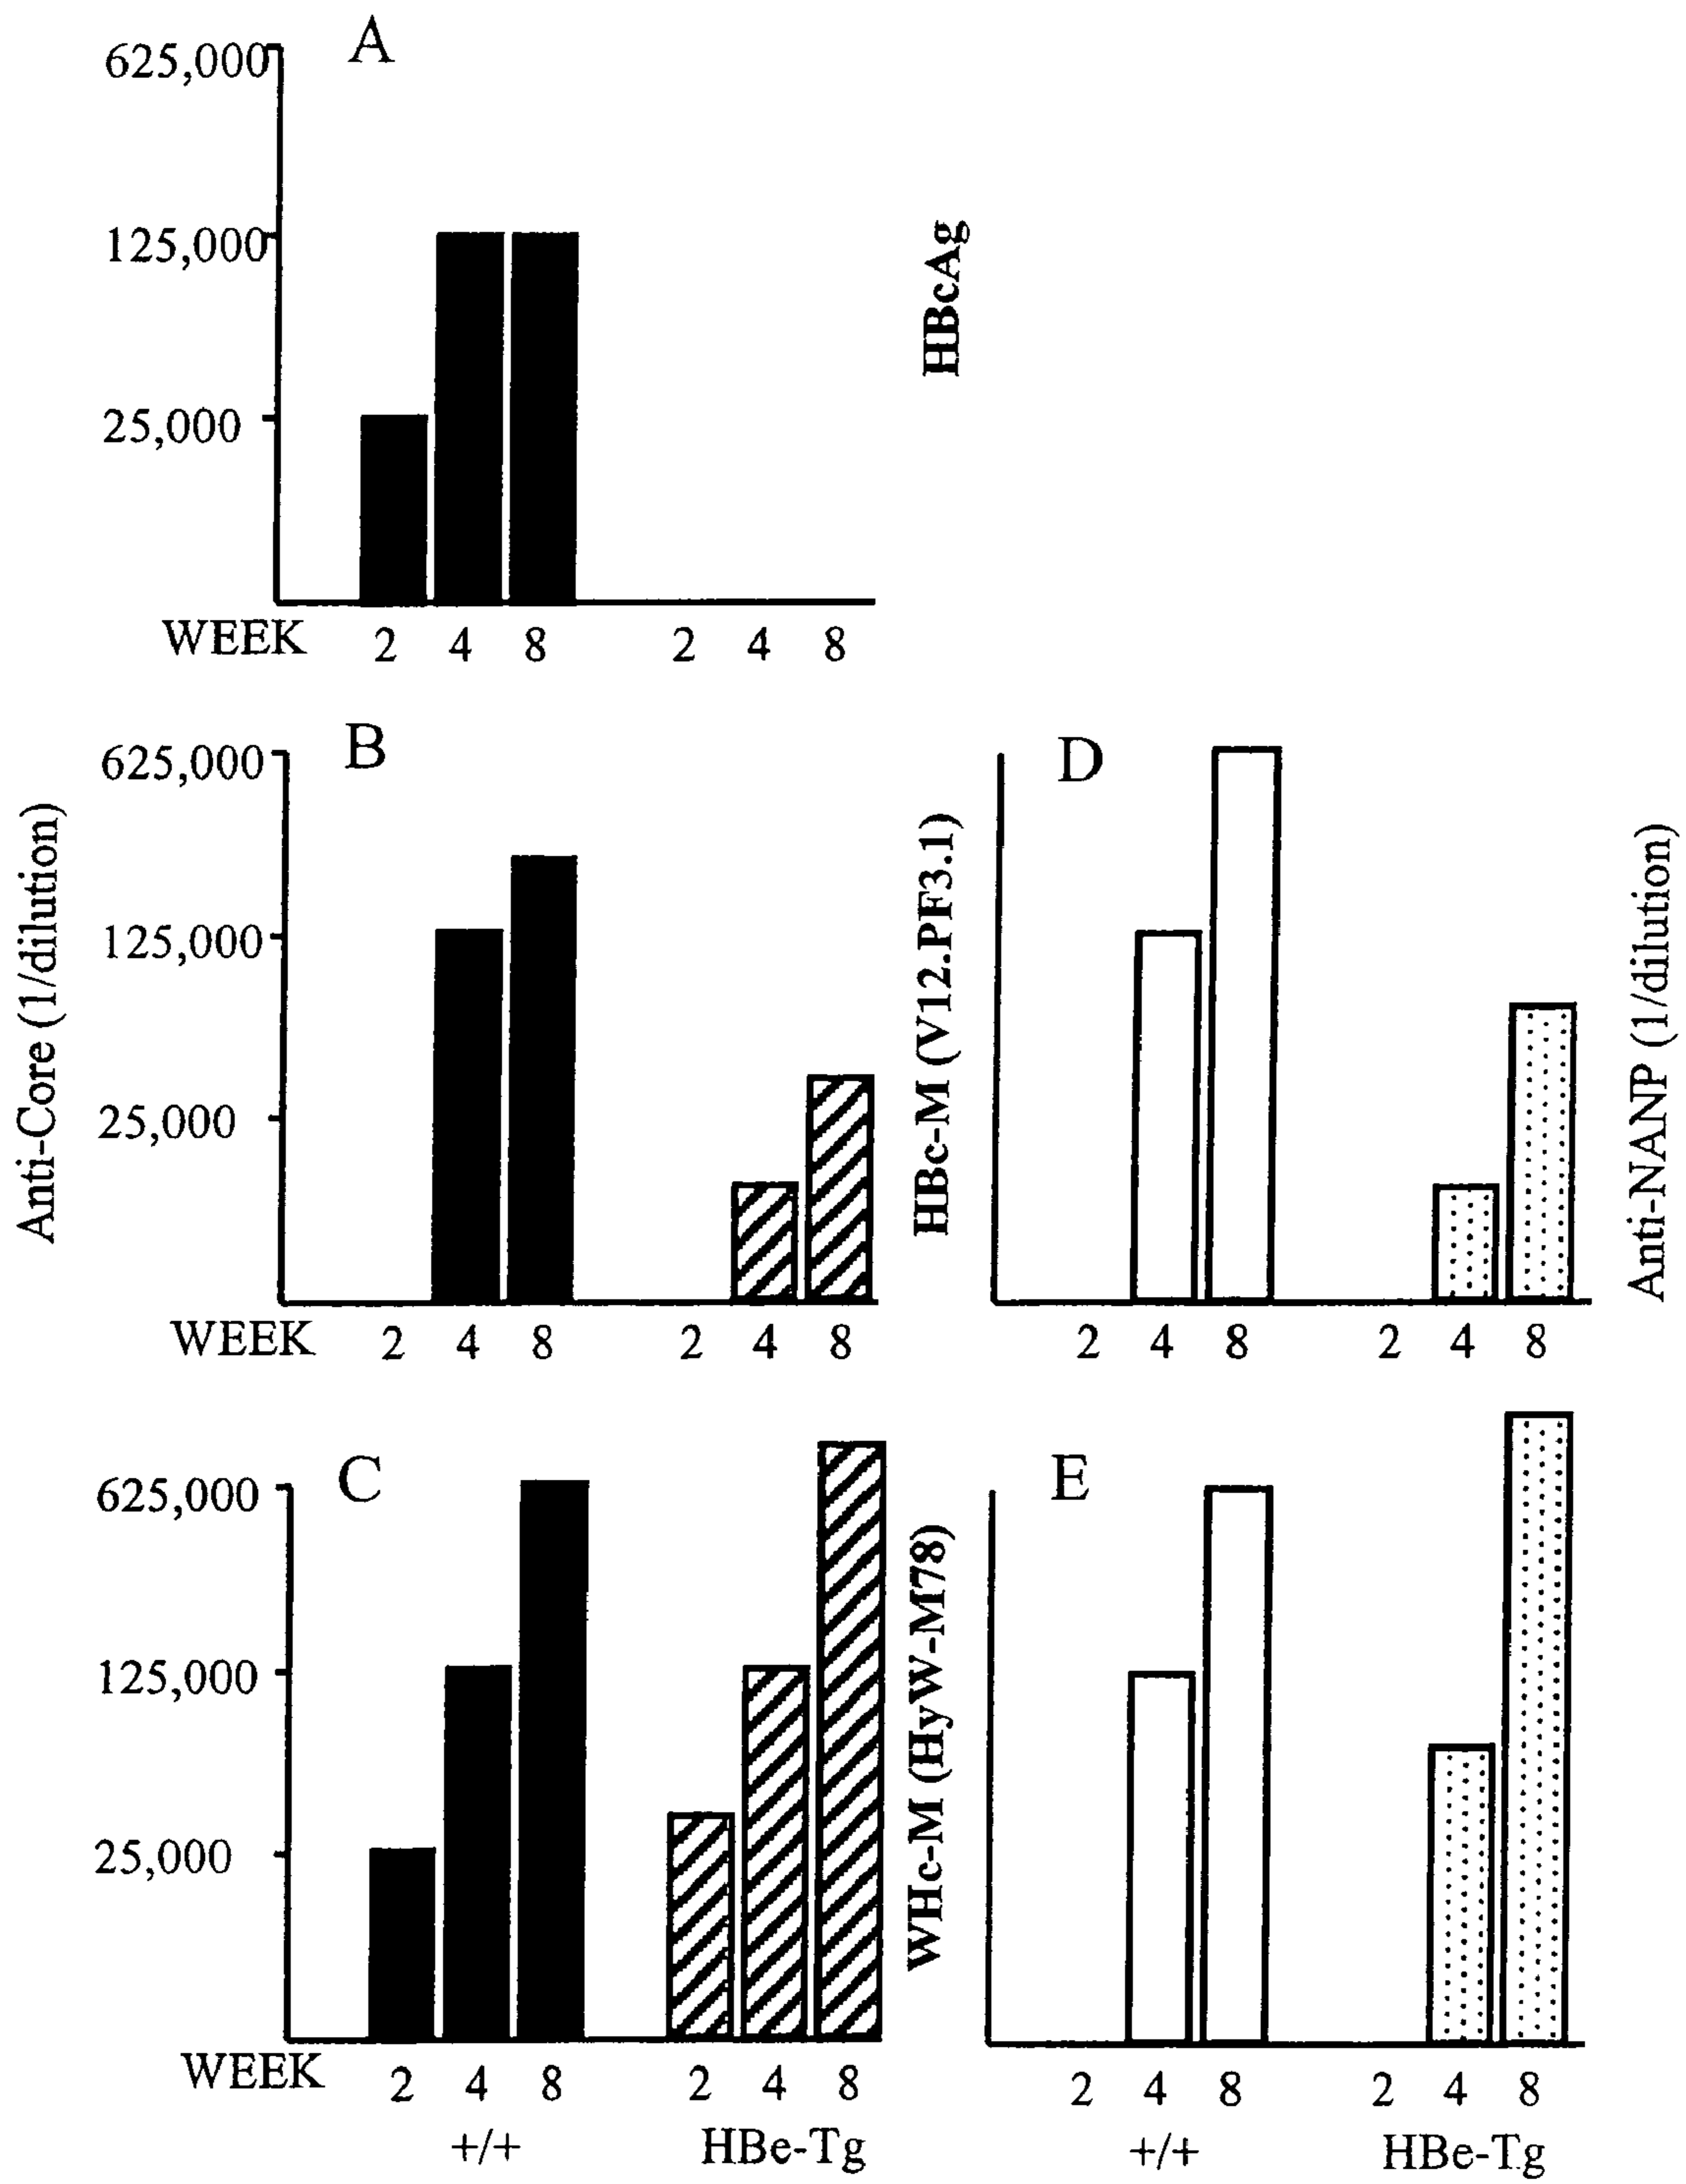 A
625,000
125,000
25,000
HBcAg
WEEK 2 4 8 2 4 8
Anti-Core (1/dilution)
B
625,000
125,000
25,000
WEEK 2 4 8 2 4 8
HBc-M (V12.PF3.1)
D
2 4 8 2 4 8
Anti-NANP (1/dilution)
C
625,000
125,000
25,000
WEEK 2 4 8 2 4 8
+/+ HBe-Tg
WHc-M (HyW-M78)
E
2 4 8 2 4 8
+/+ HBe-Tg